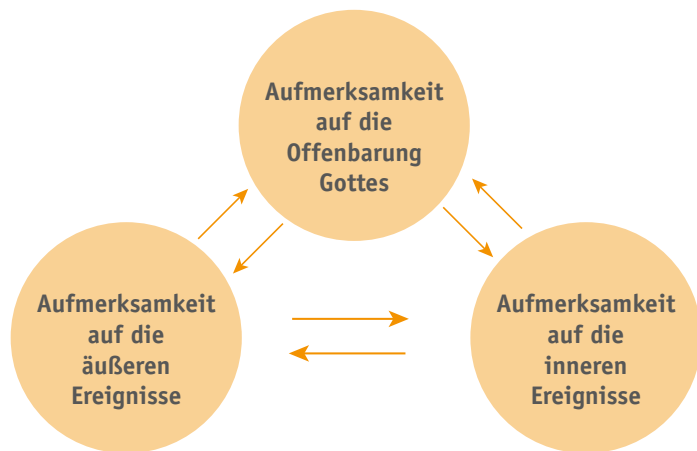 Aufmerksamkeit
auf die
Offenbarung
Gottes
Aufmerksamkeit
auf die
äußeren
Ereignisse
Aufmerksamkeit
auf die
inneren
Ereignisse